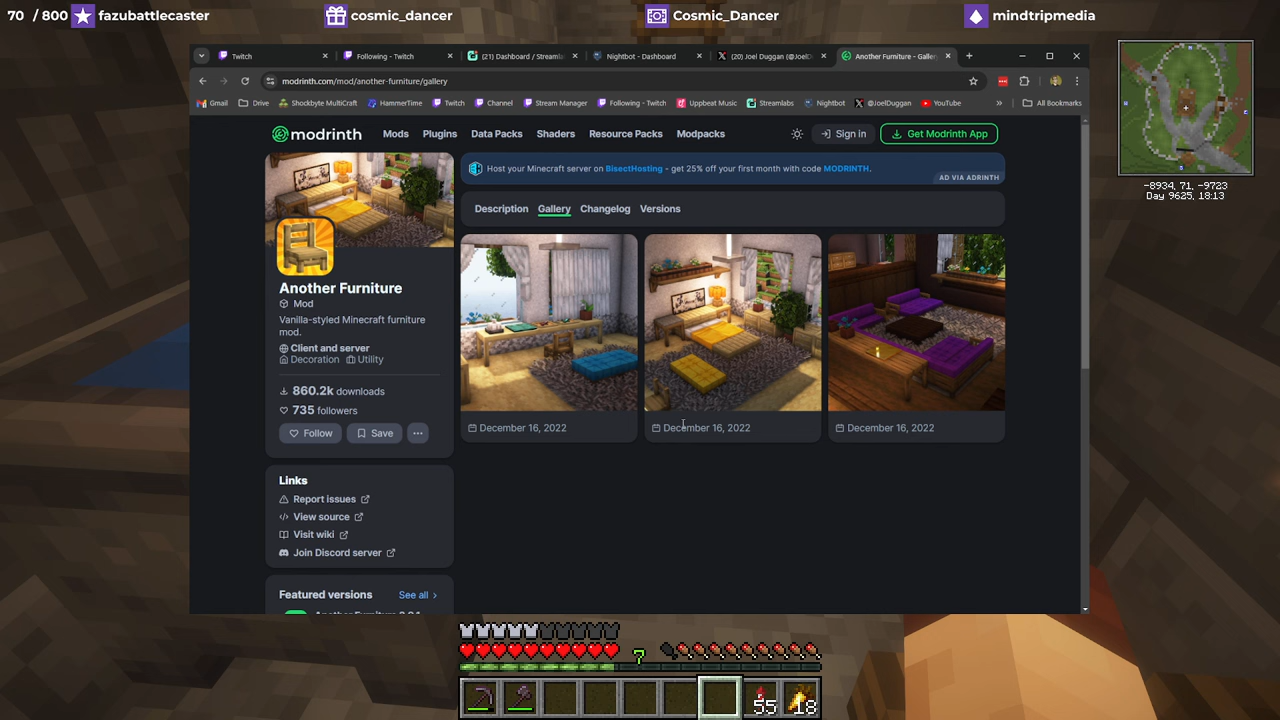 70 / 800 fazubattlecaster
cosmic_dancer
Cosmic_Dancer
mindtripmedia
Twitch
Following - Twitch
(21) Dashboard / Streamla
Nightbot - Dashboard
(20) Joel Duggan (@JoelD
Another Furniture - Galler
modrinth.com/mod/another-furniture/gallery
Gmail
Drive
Shockbyte MultiCraft
HammerTime
Twitch
Channel
Stream Manager
Following - Twitch
Uppbeat Music
Streamlabs
Nightbot
@JoelDuggan
YouTube
»
All Bookmarks
modrinth
Mods
Plugins
Data Packs
Shaders
Resource Packs
Modpacks
Sign in
Get Modrinth App
Host your Minecraft server on BisectHosting - get 25% off your first month with code MODRINTH.
AD VIA ADRINTH
Description
Gallery
Changelog
Versions
December 16, 2022
December 16, 2022
December 16, 2022
Another Furniture
Mod
Vanilla-styled Minecraft furniture
mod.
Client and server
Decoration
Utility
860.2k downloads
735 followers
Follow
Save
Links
Report issues
View source
Visit wiki
Join Discord server
Featured versions
See all
-8934, 71, -9723
Day 9625, 18:13
7
55
18